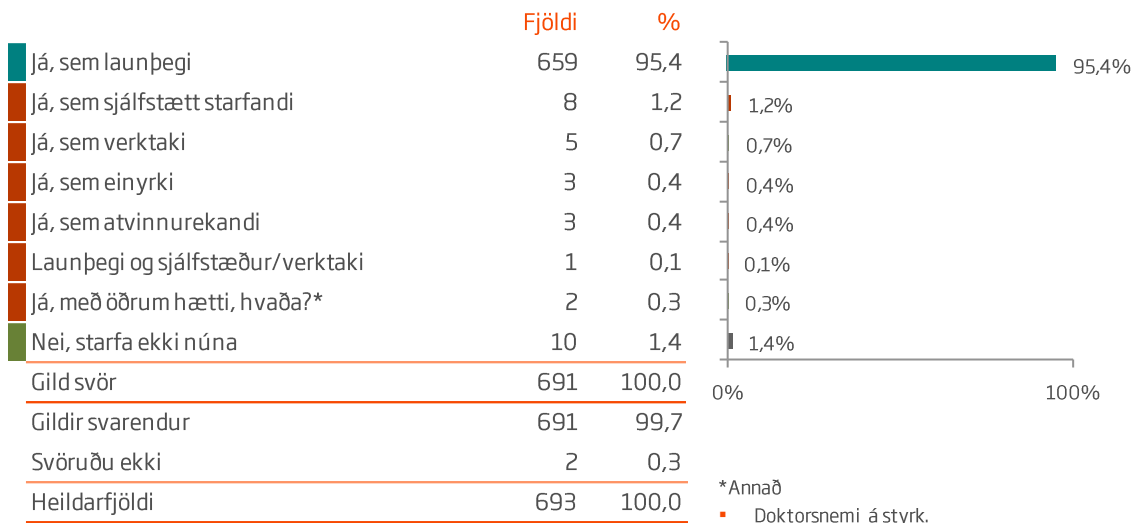 Fjöldi %
Já, sem launþegi 659 95,4
Já, sem sjálfstætt starfandi 8 1,2
Já, sem verktaki 5 0,7
Já, sem einyrki 3 0,4
Já, sem atvinnurekandi 3 0,4
Launþegi og sjálfstæður/verktaki 1 0,1
Já, með öðrum hætti, hvaða?* 2 0,3
Nei, starfa ekki núna 10 1,4
Gild svör 691 100,0
Gildir svarendur 691 99,7
Svöruðu ekki 2 0,3
Heildarfjöldi 693 100,0
95,4%
1,2%
0,7%
0,4%
0,4%
0,1%
0,3%
1,4%
0% 100%
*Annað
▪ Doktorsnemi á styrk.